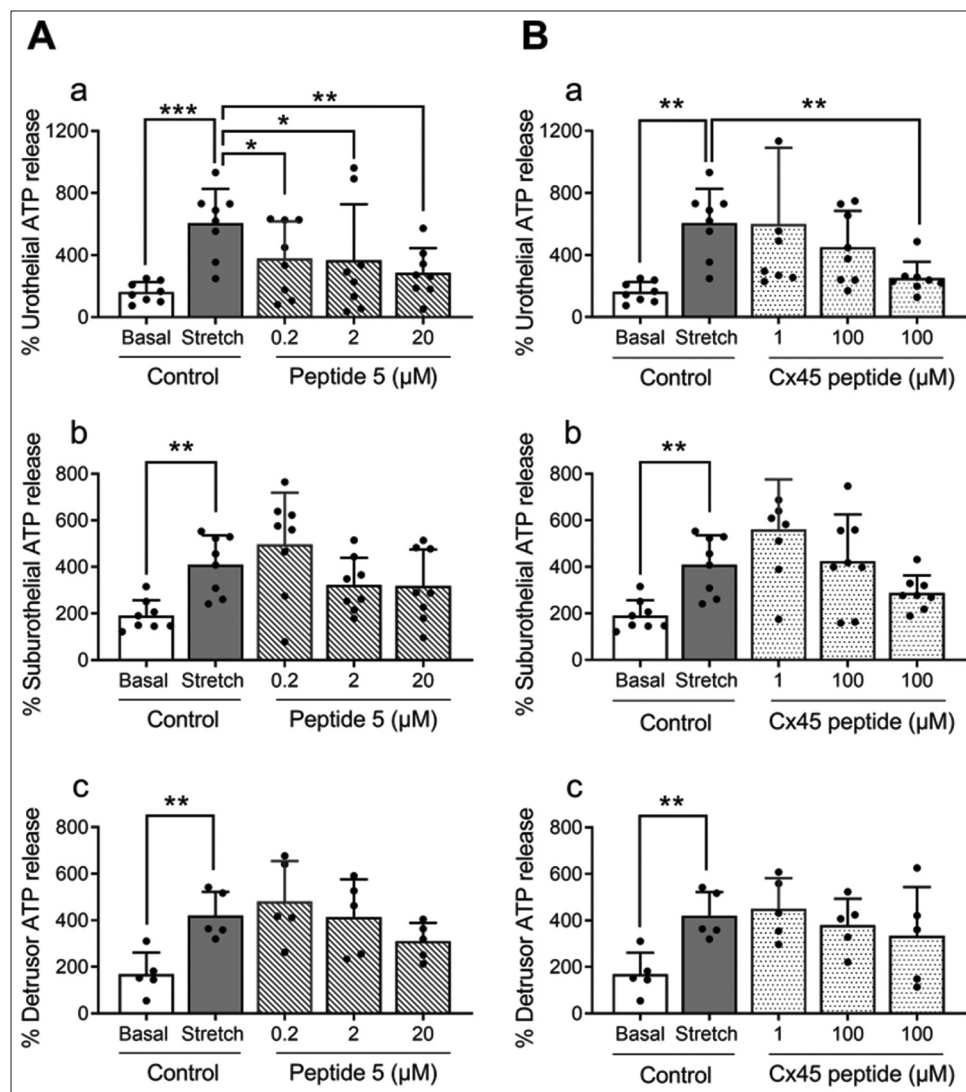 A
B
a
% Urothelial ATP release
1200
800
400
0
***
*
*
**
Basal Stretch 0.2 2 20
Control Peptide 5 (µM)
a
% Urothelial ATP release
1200
800
400
0
**
**
Basal Stretch 1 100 100
Control Cx45 peptide (µM)
b
% Suburothelial ATP release
800
600
400
200
0
**
Basal Stretch 0.2 2 20
Control Peptide 5 (µM)
b
% Suburothelial ATP release
800
600
400
200
0
**
Basal Stretch 1 100 100
Control Cx45 peptide (µM)
c
% Detrusor ATP release
800
600
400
200
0
**
Basal Stretch 0.2 2 20
Control Peptide 5 (µM)
c
% Detrusor ATP release
800
600
400
200
0
**
Basal Stretch 1 100 100
Control Cx45 peptide (µM)